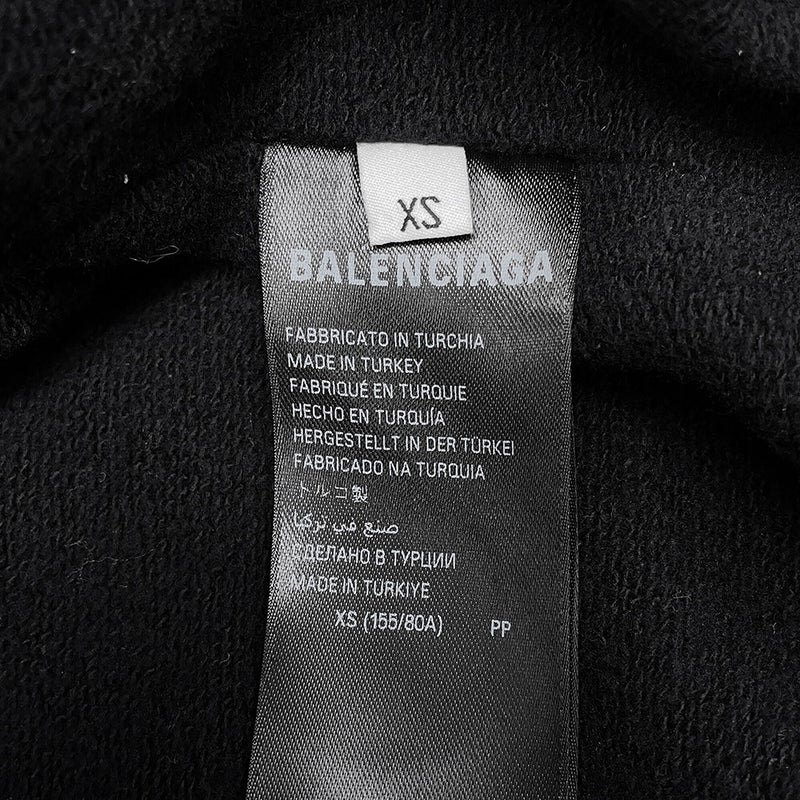 XS
BALENCIAGA
FABBRICATO IN TURCHIA
MADE IN TURKEY
FABRIQUÉ EN TURQUIE
HECHO EN TURQUÍA
HERGESTELLT IN DER TÜRKEI
FABRICADO NA TURQUIA
トルコ製
صنع في تركيا
СДЕЛАНО В ТУРЦИИ
MADE IN TÜRKIYE
XS (155/80A) PP